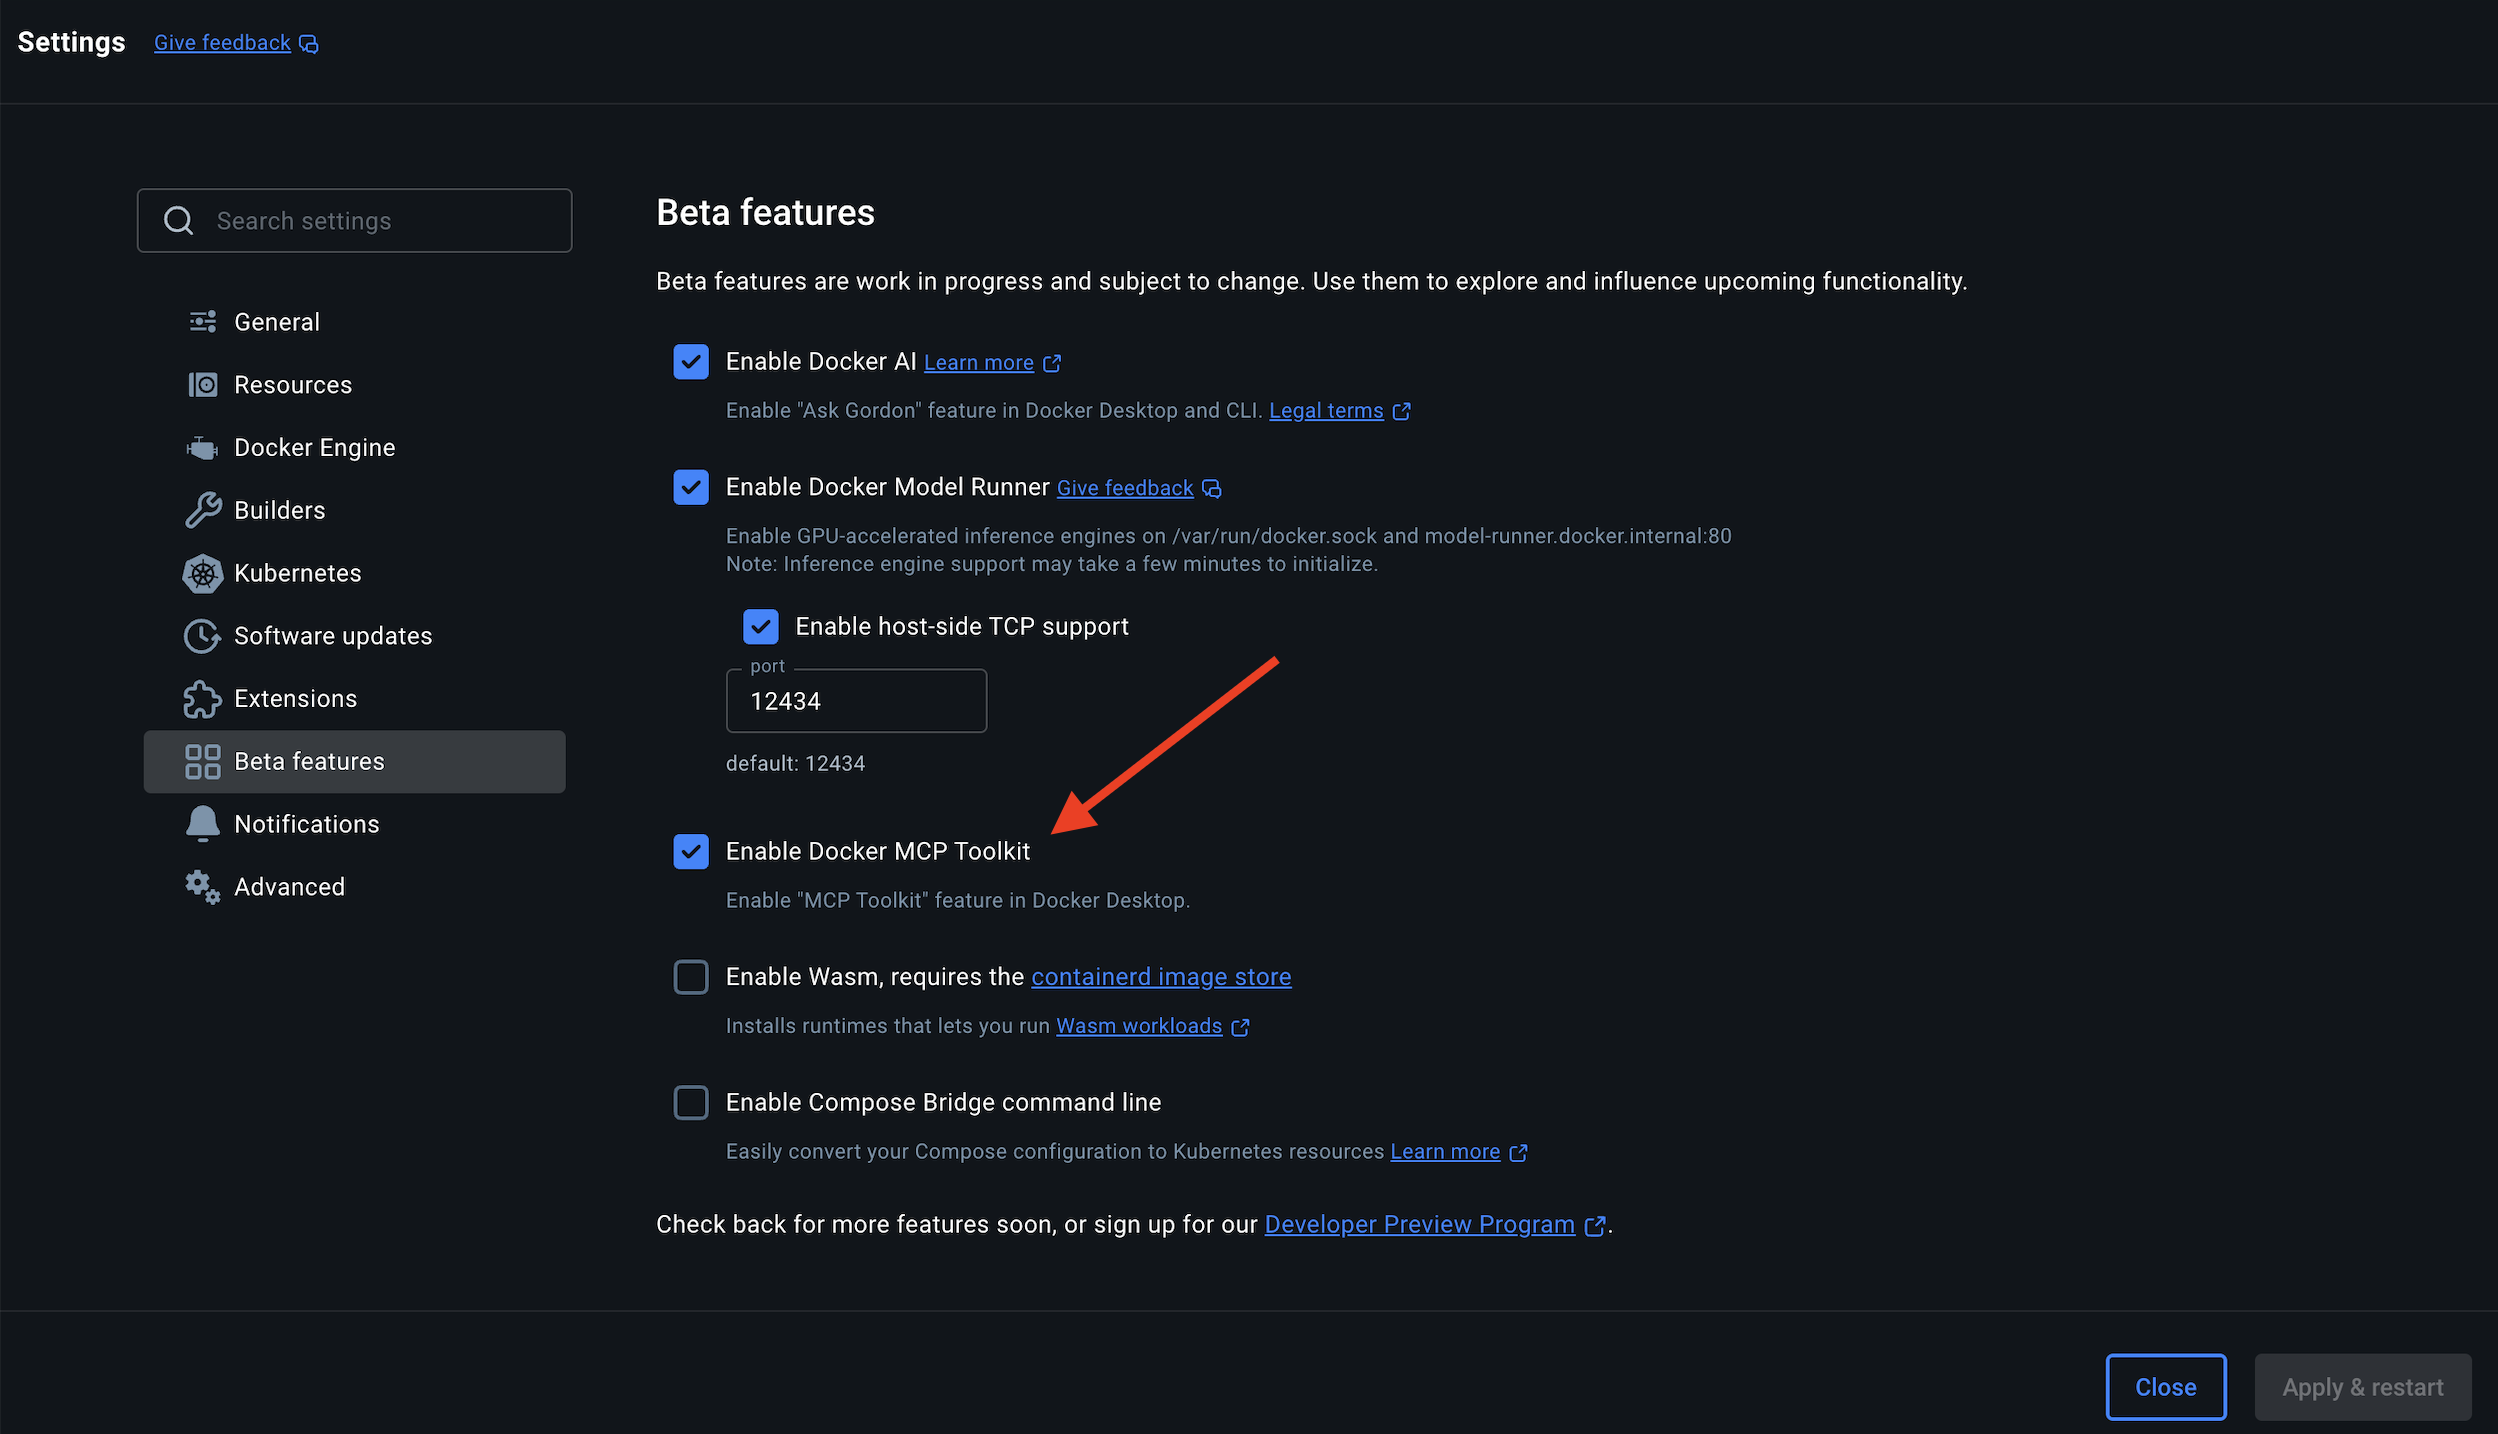 Settings Give feedback
Search settings
General
Resources
Docker Engine
Builders
Kubernetes
Software updates
Extensions
Beta features
Notifications
Advanced
Beta features
Beta features are work in progress and subject to change. Use them to explore and influence upcoming functionality.
Enable Docker AI Learn more
Enable "Ask Gordon" feature in Docker Desktop and CLI. Legal terms
Enable Docker Model Runner Give feedback
Enable GPU-accelerated inference engines on /var/run/docker.sock and model-runner.docker.internal:80
Note: Inference engine support may take a few minutes to initialize.
Enable host-side TCP support
port
12434
default: 12434
Enable Docker MCP Toolkit
Enable "MCP Toolkit" feature in Docker Desktop.
Enable Wasm, requires the containerd image store
Installs runtimes that lets you run Wasm workloads
Enable Compose Bridge command line
Easily convert your Compose configuration to Kubernetes resources Learn more
Check back for more features soon, or sign up for our Developer Preview Program.
Close
Apply & restart